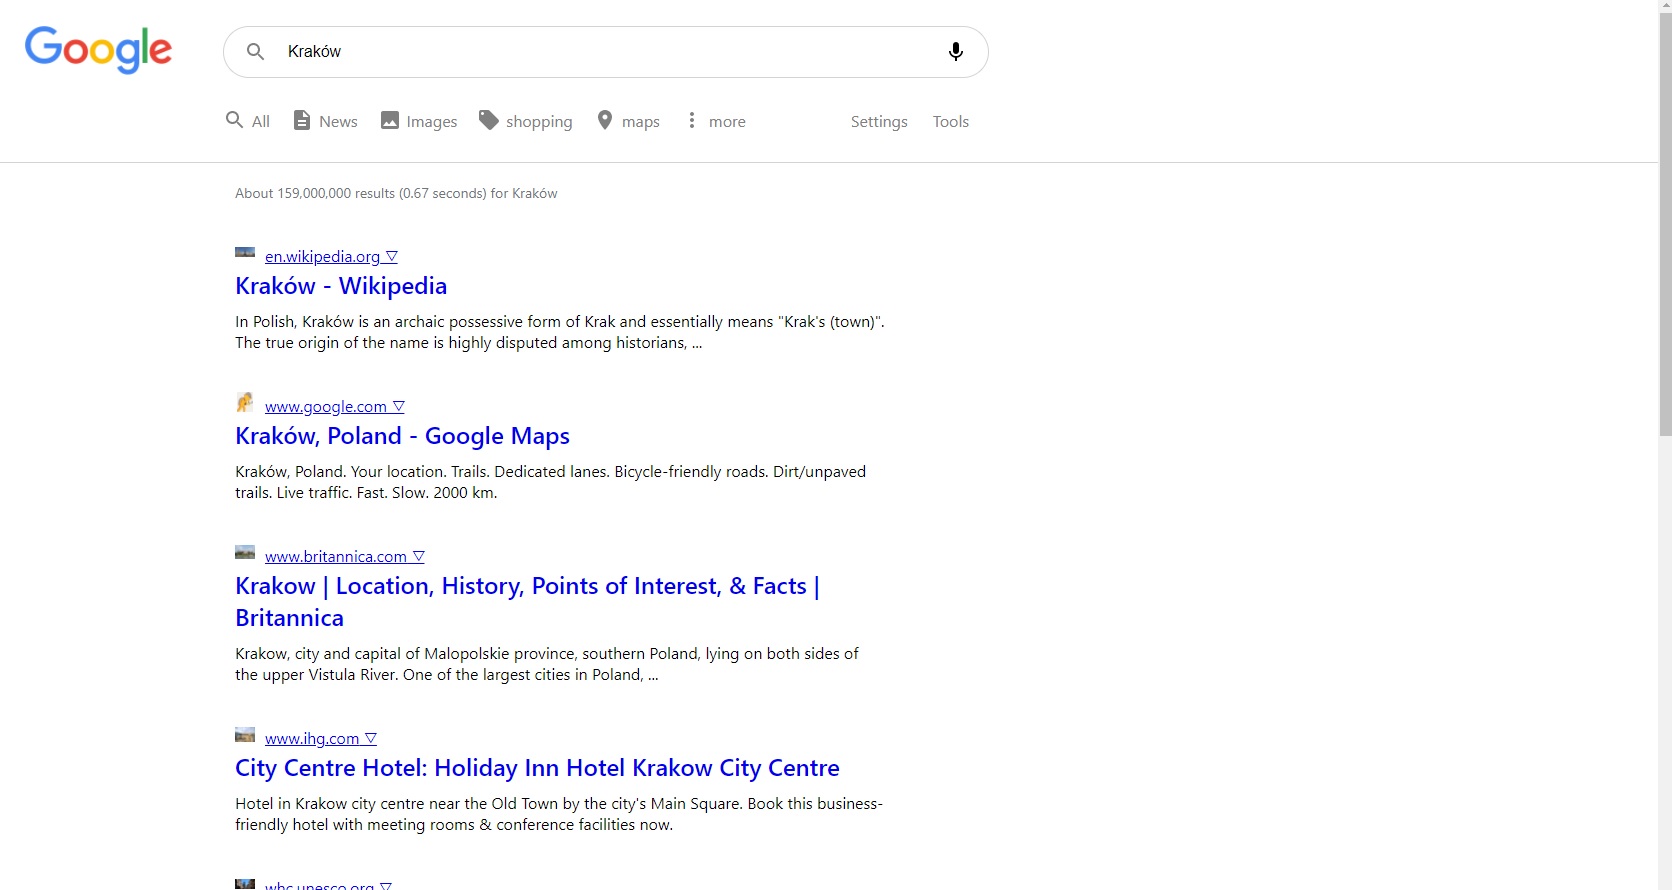 Google
Kraków
All News Images shopping maps more Settings Tools
About 159,000,000 results (0.67 seconds) for Kraków
en.wikipedia.org ▽
Kraków - Wikipedia
In Polish, Kraków is an archaic possessive form of Krak and essentially means "Krak's (town)".
The true origin of the name is highly disputed among historians, ...
www.google.com ▽
Kraków, Poland - Google Maps
Kraków, Poland. Your location. Trails. Dedicated lanes. Bicycle-friendly roads. Dirt/unpaved
trails. Live traffic. Fast. Slow. 2000 km.
www.britannica.com ▽
Krakow | Location, History, Points of Interest, & Facts |
Britannica
Krakow, city and capital of Malopolskie province, southern Poland, lying on both sides of
the upper Vistula River. One of the largest cities in Poland, ...
www.ihg.com ▽
City Centre Hotel: Holiday Inn Hotel Krakow City Centre
Hotel in Krakow city centre near the Old Town by the city's Main Square. Book this business-
friendly hotel with meeting rooms & conference facilities now.
whc.unesco.org ▽